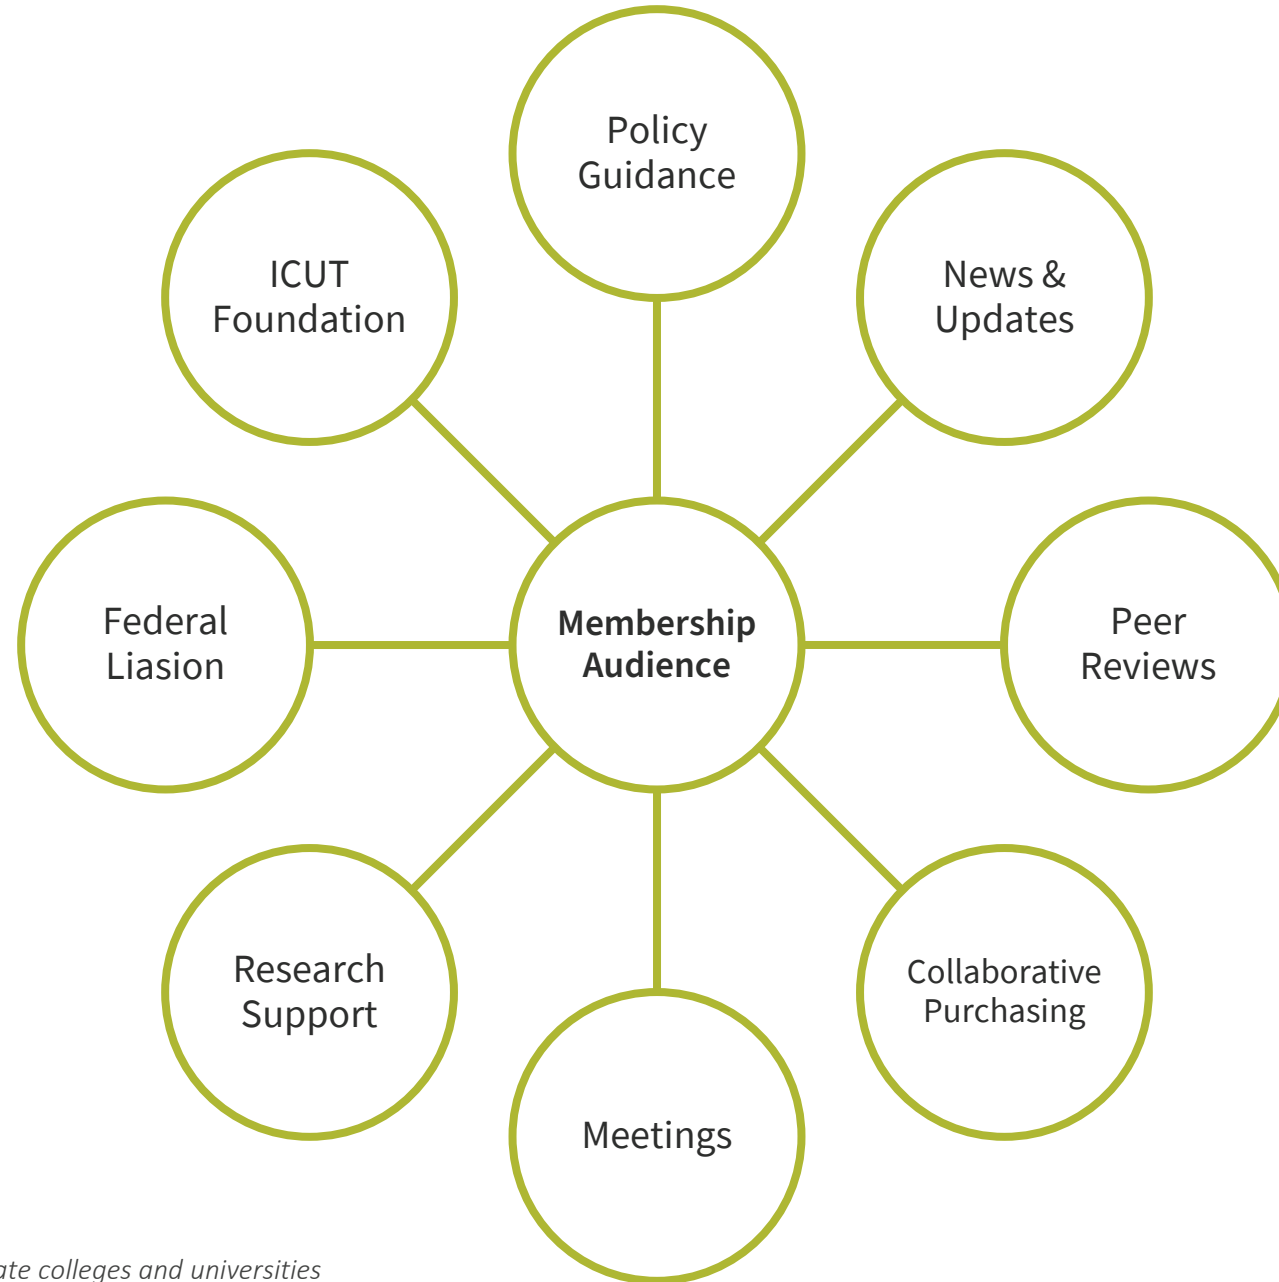 Policy
Guidance
ICUT
Foundation
News &
Updates
Federal
Liasion
Membership
Audience
Peer
Reviews
Research
Support
Collaborative
Purchasing
Meetings
ate colleges and universities